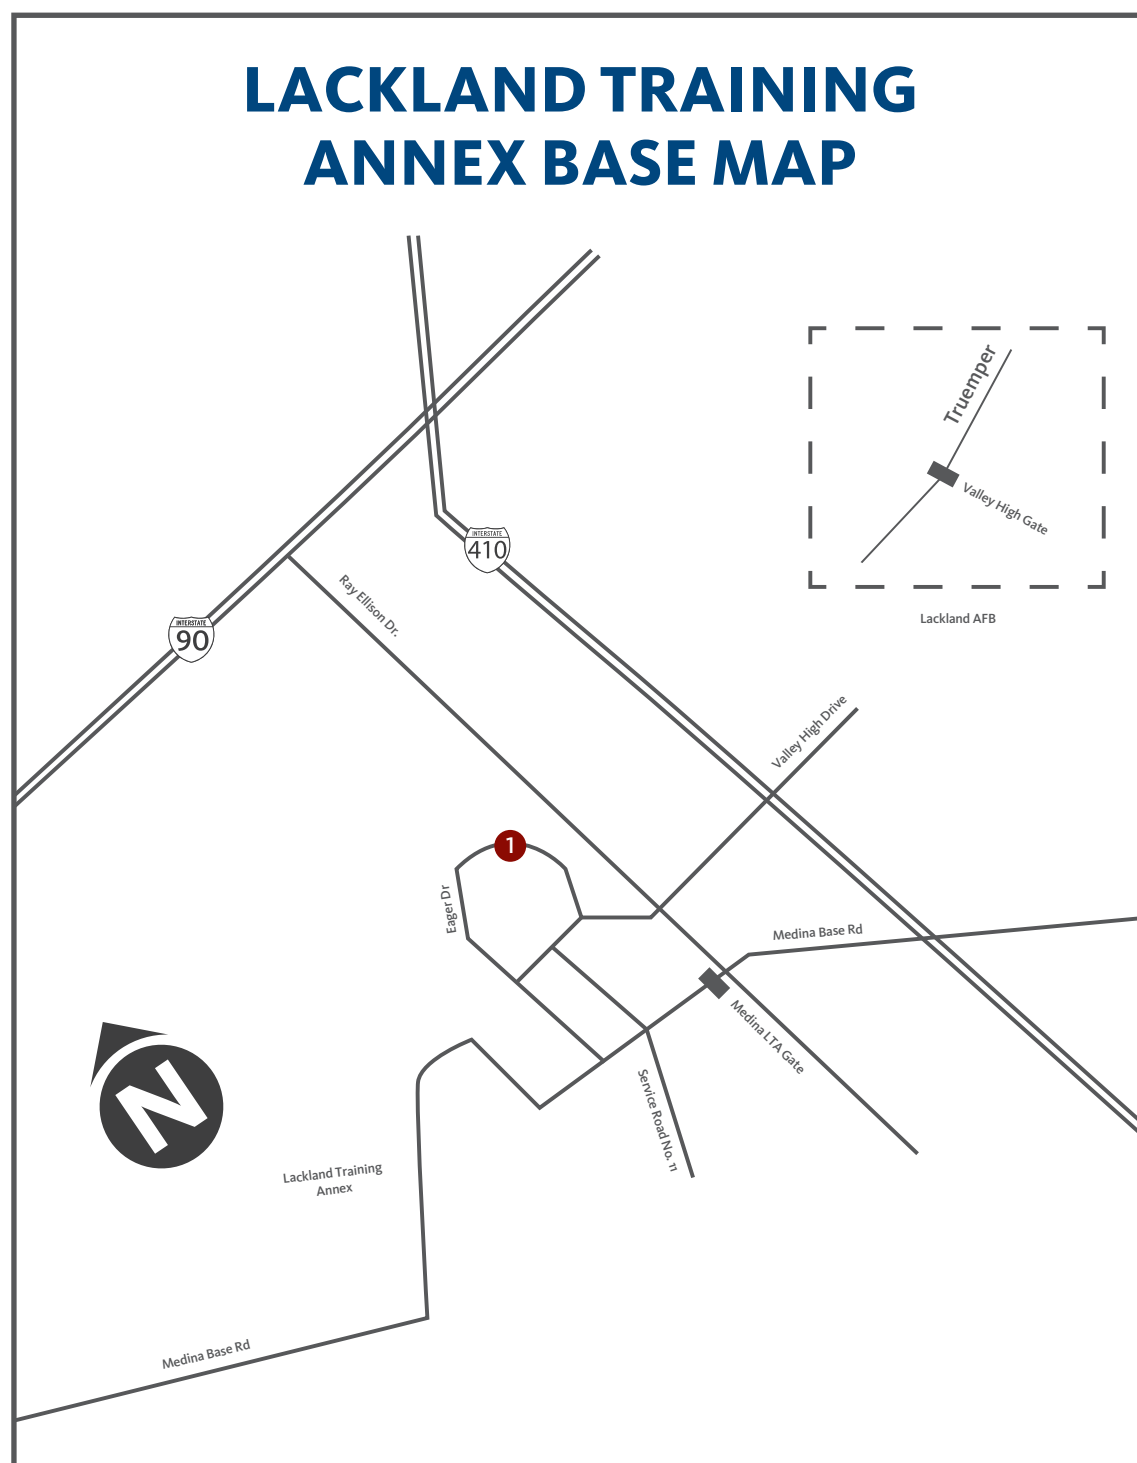 LACKLAND TRAINING
ANNEX BASE MAP
Truemper
Valley High Gate
Lackland AFB
INTERSTATE
410
Ray Ellison Dr.
INTERSTATE
90
Valley High Drive
1
Eager Dr
Medina Base Rd
Medina LTA Gate
N
Service Road No. 11
Lackland Training
Annex
Medina Base Rd